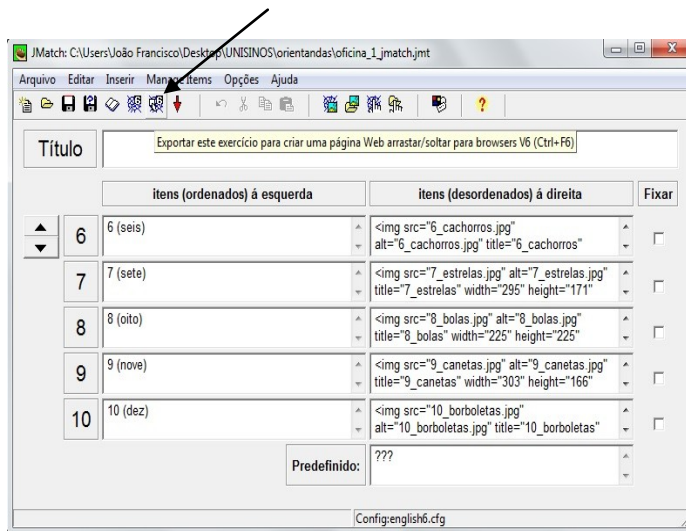 JMatch: C:\Users\João Francisco\Desktop\UNISINOS\orientandas\oficina_1_jmatch.jmt
Arquivo Editar Inserir Manage Items Opções Ajuda
Exportar este exercício para criar uma página Web arrastar/soltar para browsers V6 (Ctrl+F6)
Título
itens (ordenados) á esquerda itens (desordenados) á direita Fixar
6 6 (seis) <img src="6_cachorros.jpg"
alt="6_cachorros.jpg" title="6_cachorros"
7 7 (sete) <img src="7_estrelas.jpg" alt="7_estrelas.jpg"
title="7_estrelas" width="295" height="171"
8 8 (oito) <img src="8_bolas.jpg" alt="8_bolas.jpg"
title="8_bolas" width="225" height="225"
9 9 (nove) <img src="9_canetas.jpg" alt="9_canetas.jpg"
title="9_canetas" width="303" height="166"
10 10 (dez) <img src="10_borboletas.jpg"
alt="10_borboletas.jpg" title="10_borboletas"
Predefinido: ???
Config:english6.cfg